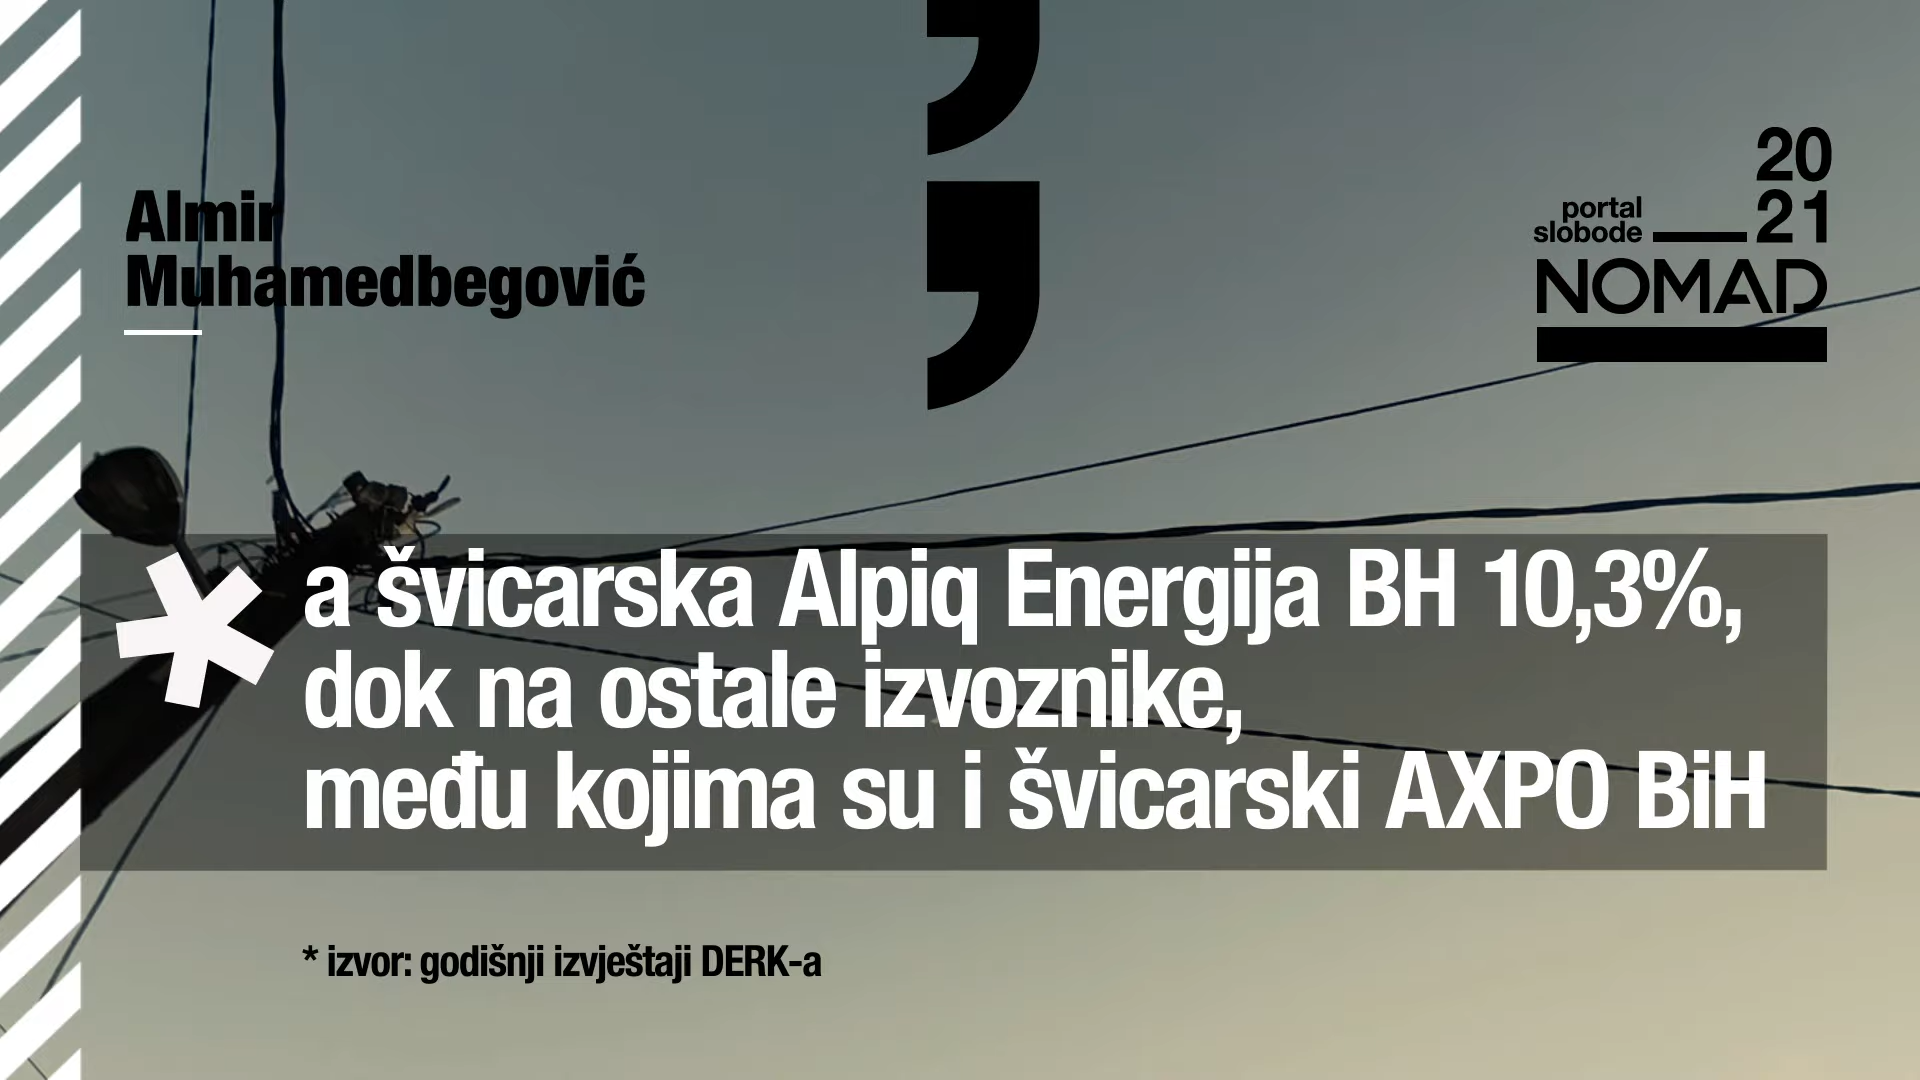 Almir
Muhamedbegović
20
21
portal
slobode
NOMAD
* a švicarska Alpiq Energija BH 10,3%,
dok na ostale izvoznike,
među kojima su i švicarski AXPO BiH
* izvor: godišnji izvještaji DERK-a